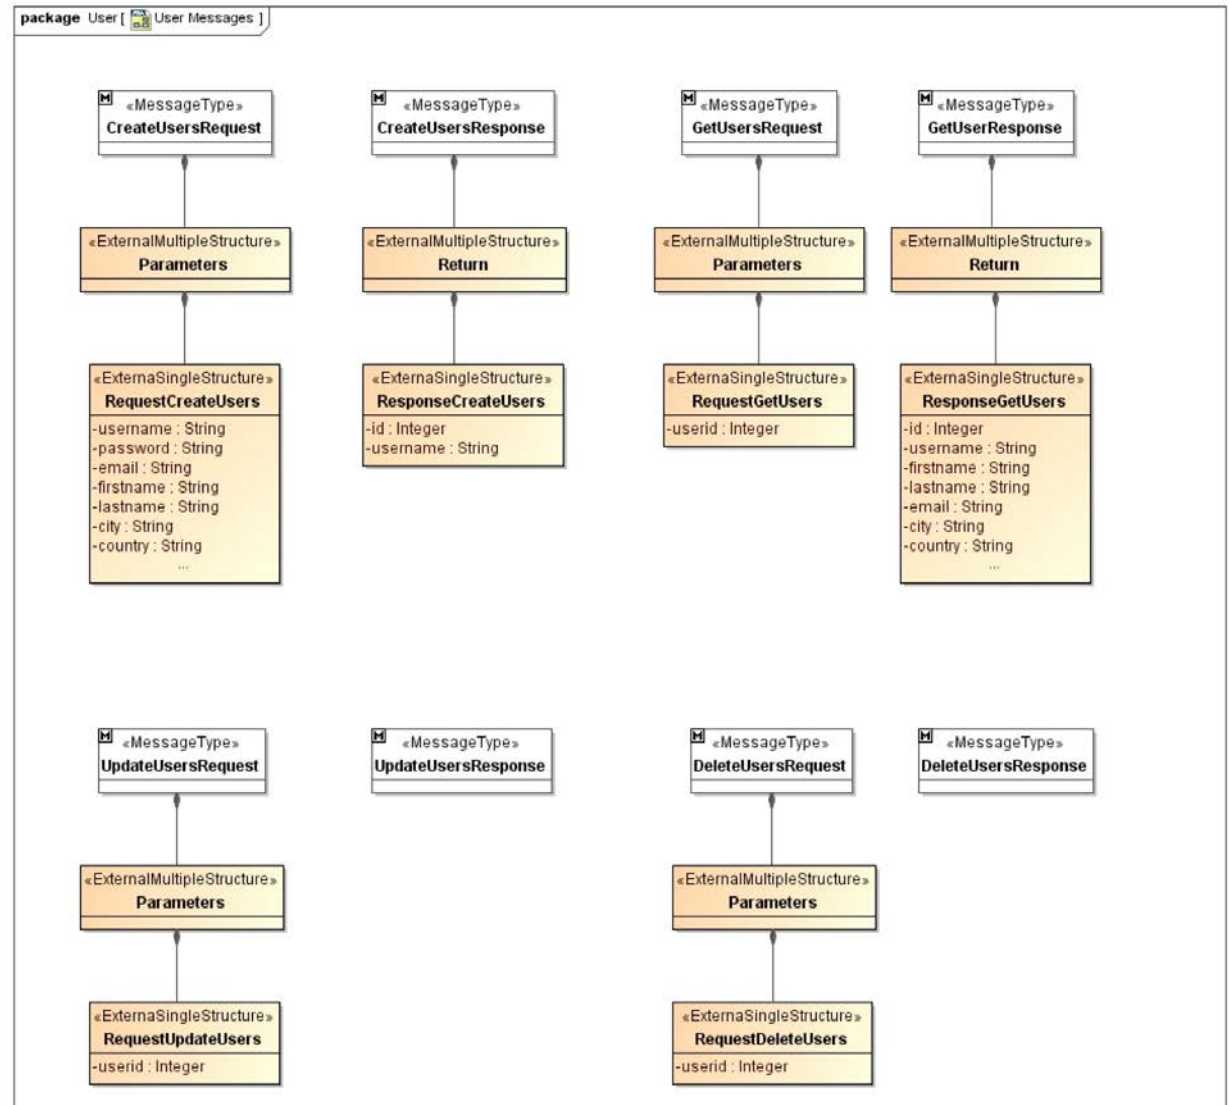 package User [ User Messages ]
«MessageType»
CreateUsersRequest
«MessageType»
CreateUsersResponse
«MessageType»
GetUsersRequest
«MessageType»
GetUserResponse
«ExternalMultipleStructure»
Parameters
«ExternalMultipleStructure»
Return
«ExternalMultipleStructure»
Parameters
«ExternalMultipleStructure»
Return
«ExternaSingleStructure»
RequestCreateUsers
-username : String
-password : String
-email : String
-firstname : String
-lastname : String
-city : String
-country : String
...
«ExternaSingleStructure»
ResponseCreateUsers
-id : Integer
-username : String
«ExternaSingleStructure»
RequestGetUsers
-userid : Integer
«ExternaSingleStructure»
ResponseGetUsers
-id : Integer
-username : String
-firstname : String
-lastname : String
-email : String
-city : String
-country : String
...
«MessageType»
UpdateUsersRequest
«MessageType»
UpdateUsersResponse
«MessageType»
DeleteUsersRequest
«MessageType»
DeleteUsersResponse
«ExternalMultipleStructure»
Parameters
«ExternalMultipleStructure»
Parameters
«ExternaSingleStructure»
RequestUpdateUsers
-userid : Integer
«ExternaSingleStructure»
RequestDeleteUsers
-userid : Integer